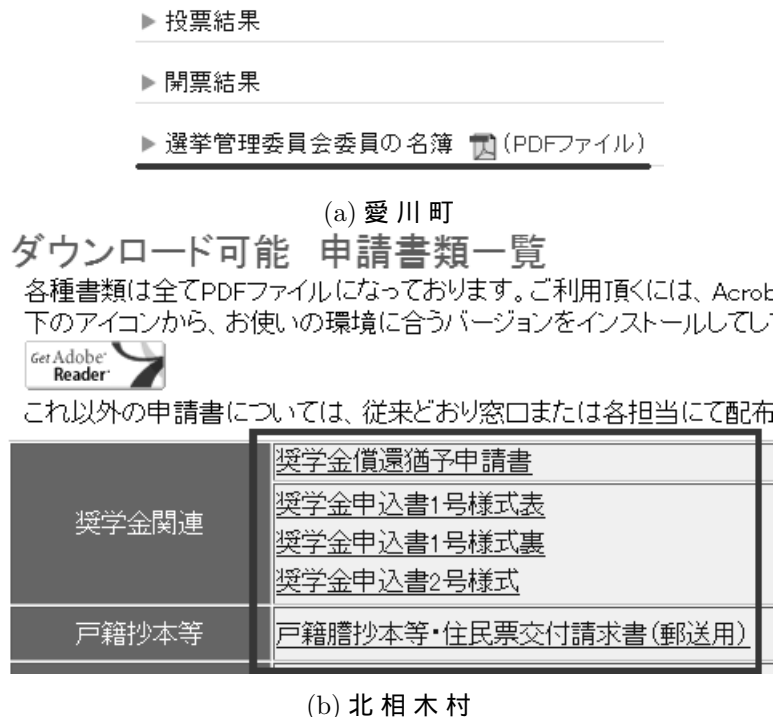 ▶ 投票結果
▶ 開票結果
▶ 選挙管理委員会委員の名簿 (PDFファイル)
(a) 愛川町
ダウンロード可能 申請書類一覧
各種書類は全てPDFファイルになっております。ご利用頂くには、Acrob
下のアイコンから、お使いの環境に合うバージョンをインストールしてし
Get Adobe
Reader
これ以外の申請書については、従来どおり窓口または各担当にて配布
奨学金関連
奨学金償還猶予申請書
奨学金申込書1号様式表
奨学金申込書1号様式裏
奨学金申込書2号様式
戸籍抄本等
戸籍謄抄本等・住民票交付請求書(郵送用)
(b) 北相木村